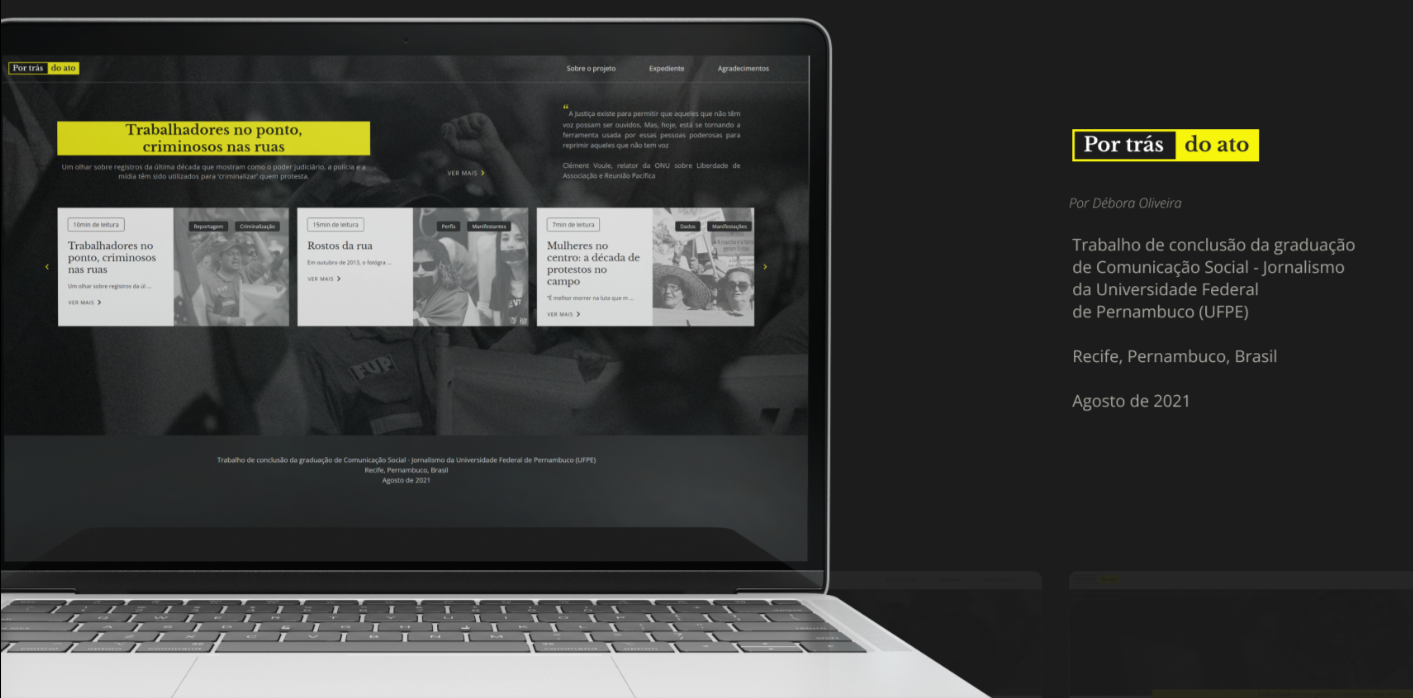 Por trás do ato
Sobre o projeto
Expediente
Agradecimentos
Trabalhadores no ponto,
criminosos nas ruas
Um olhar sobre registros da última década que mostram como o poder judiciário, a polícia e a
mídia têm sido utilizados para 'criminalizar' quem protesta.
VER MAIS
“A Justiça existe para permitir que aqueles que não têm
voz possam ser ouvidos. Mas, hoje, está se tornando a
ferramenta usada por essas pessoas poderosas para
reprimir aqueles que não tem voz
Clément Voule, relator da ONU sobre Liberdade de
Associação e Reunião Pacífica
10min de leitura
Reportagem
Criminalização
Trabalhadores no
ponto, criminosos
nas ruas
Um olhar sobre registros da úl ...
VER MAIS
15min de leitura
Perfis
Manifestantes
Rostos da rua
Em outubro de 2013, o fotógra ...
VER MAIS
7min de leitura
Dados
Manifestações
Mulheres no
centro: a década de
protestos no
campo
"É melhor morrer na luta que m ...
VER MAIS
FUP
Trabalho de conclusão da graduação de Comunicação Social - Jornalismo da Universidade Federal de Pernambuco (UFPE)
Recife, Pernambuco, Brasil
Agosto de 2021
Por trás do ato
Por Débora Oliveira
Trabalho de conclusão da graduação
de Comunicação Social - Jornalismo
da Universidade Federal
de Pernambuco (UFPE)
Recife, Pernambuco, Brasil
Agosto de 2021